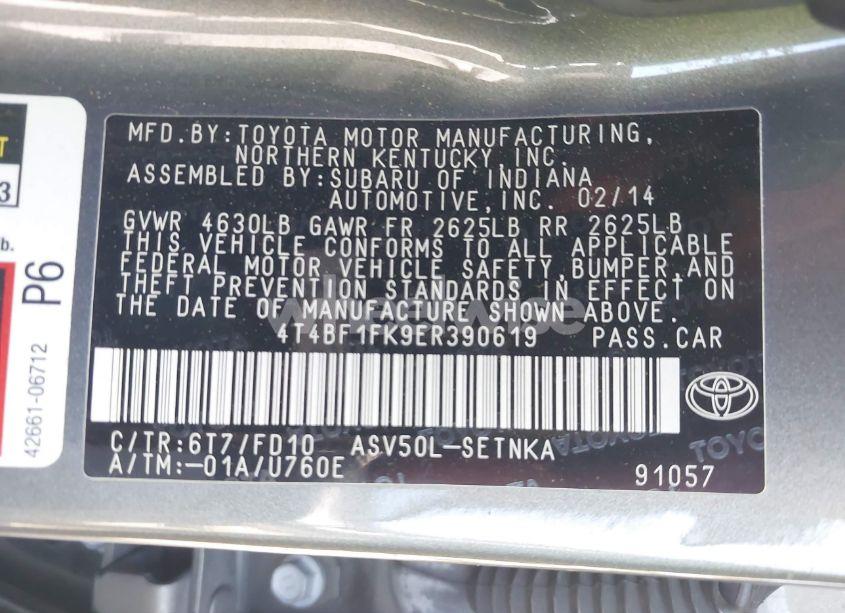 MFD.BY:TOYOTA MOTOR MANUFACTURING,
NORTHERN KENTUCKY,INC.
ASSEMBLED BY:SUBARU OF INDIANA
AUTOMOTIVE,INC. 02/14
GVWR 4630LB GAWR FR 2625LB RR 2625LB
THIS VEHICLE CONFORMS TO ALL APPLICABLE
FEDERAL MOTOR VEHICLE SAFETY,BUMPER,AND
THEFT PREVENTION STANDARDS IN EFFECT ON
THE DATE OF MANUFACTURE SHOWN ABOVE.
4T4BF1FK9ER390619 PASS.CAR
C/TR:6T7/FD10 ASV50L-SETNKA
A/TM:-01A/U760E 91057
TOYOTA
P6
42661-06712